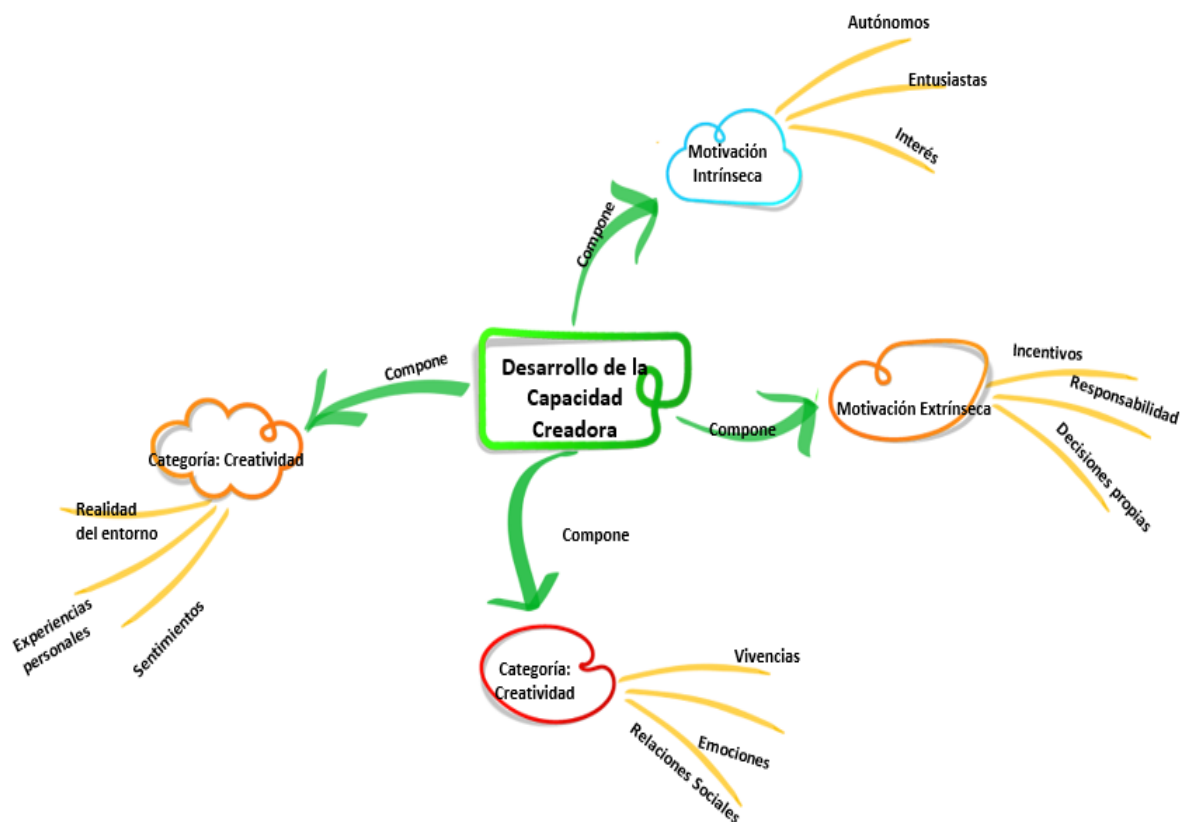 Autónomos
Entusiastas
Interés
Motivación
Intrínseca
Compone
Desarrollo de la
Capacidad
Creadora
Compone
Motivación Extrínseca
Incentivos
Responsabilidad
Decisiones propias
Compone
Categoría: Creatividad
Realidad
del entorno
Experiencias
personales
Sentimientos
Compone
Categoría:
Creatividad
Vivencias
Emociones
Relaciones Sociales